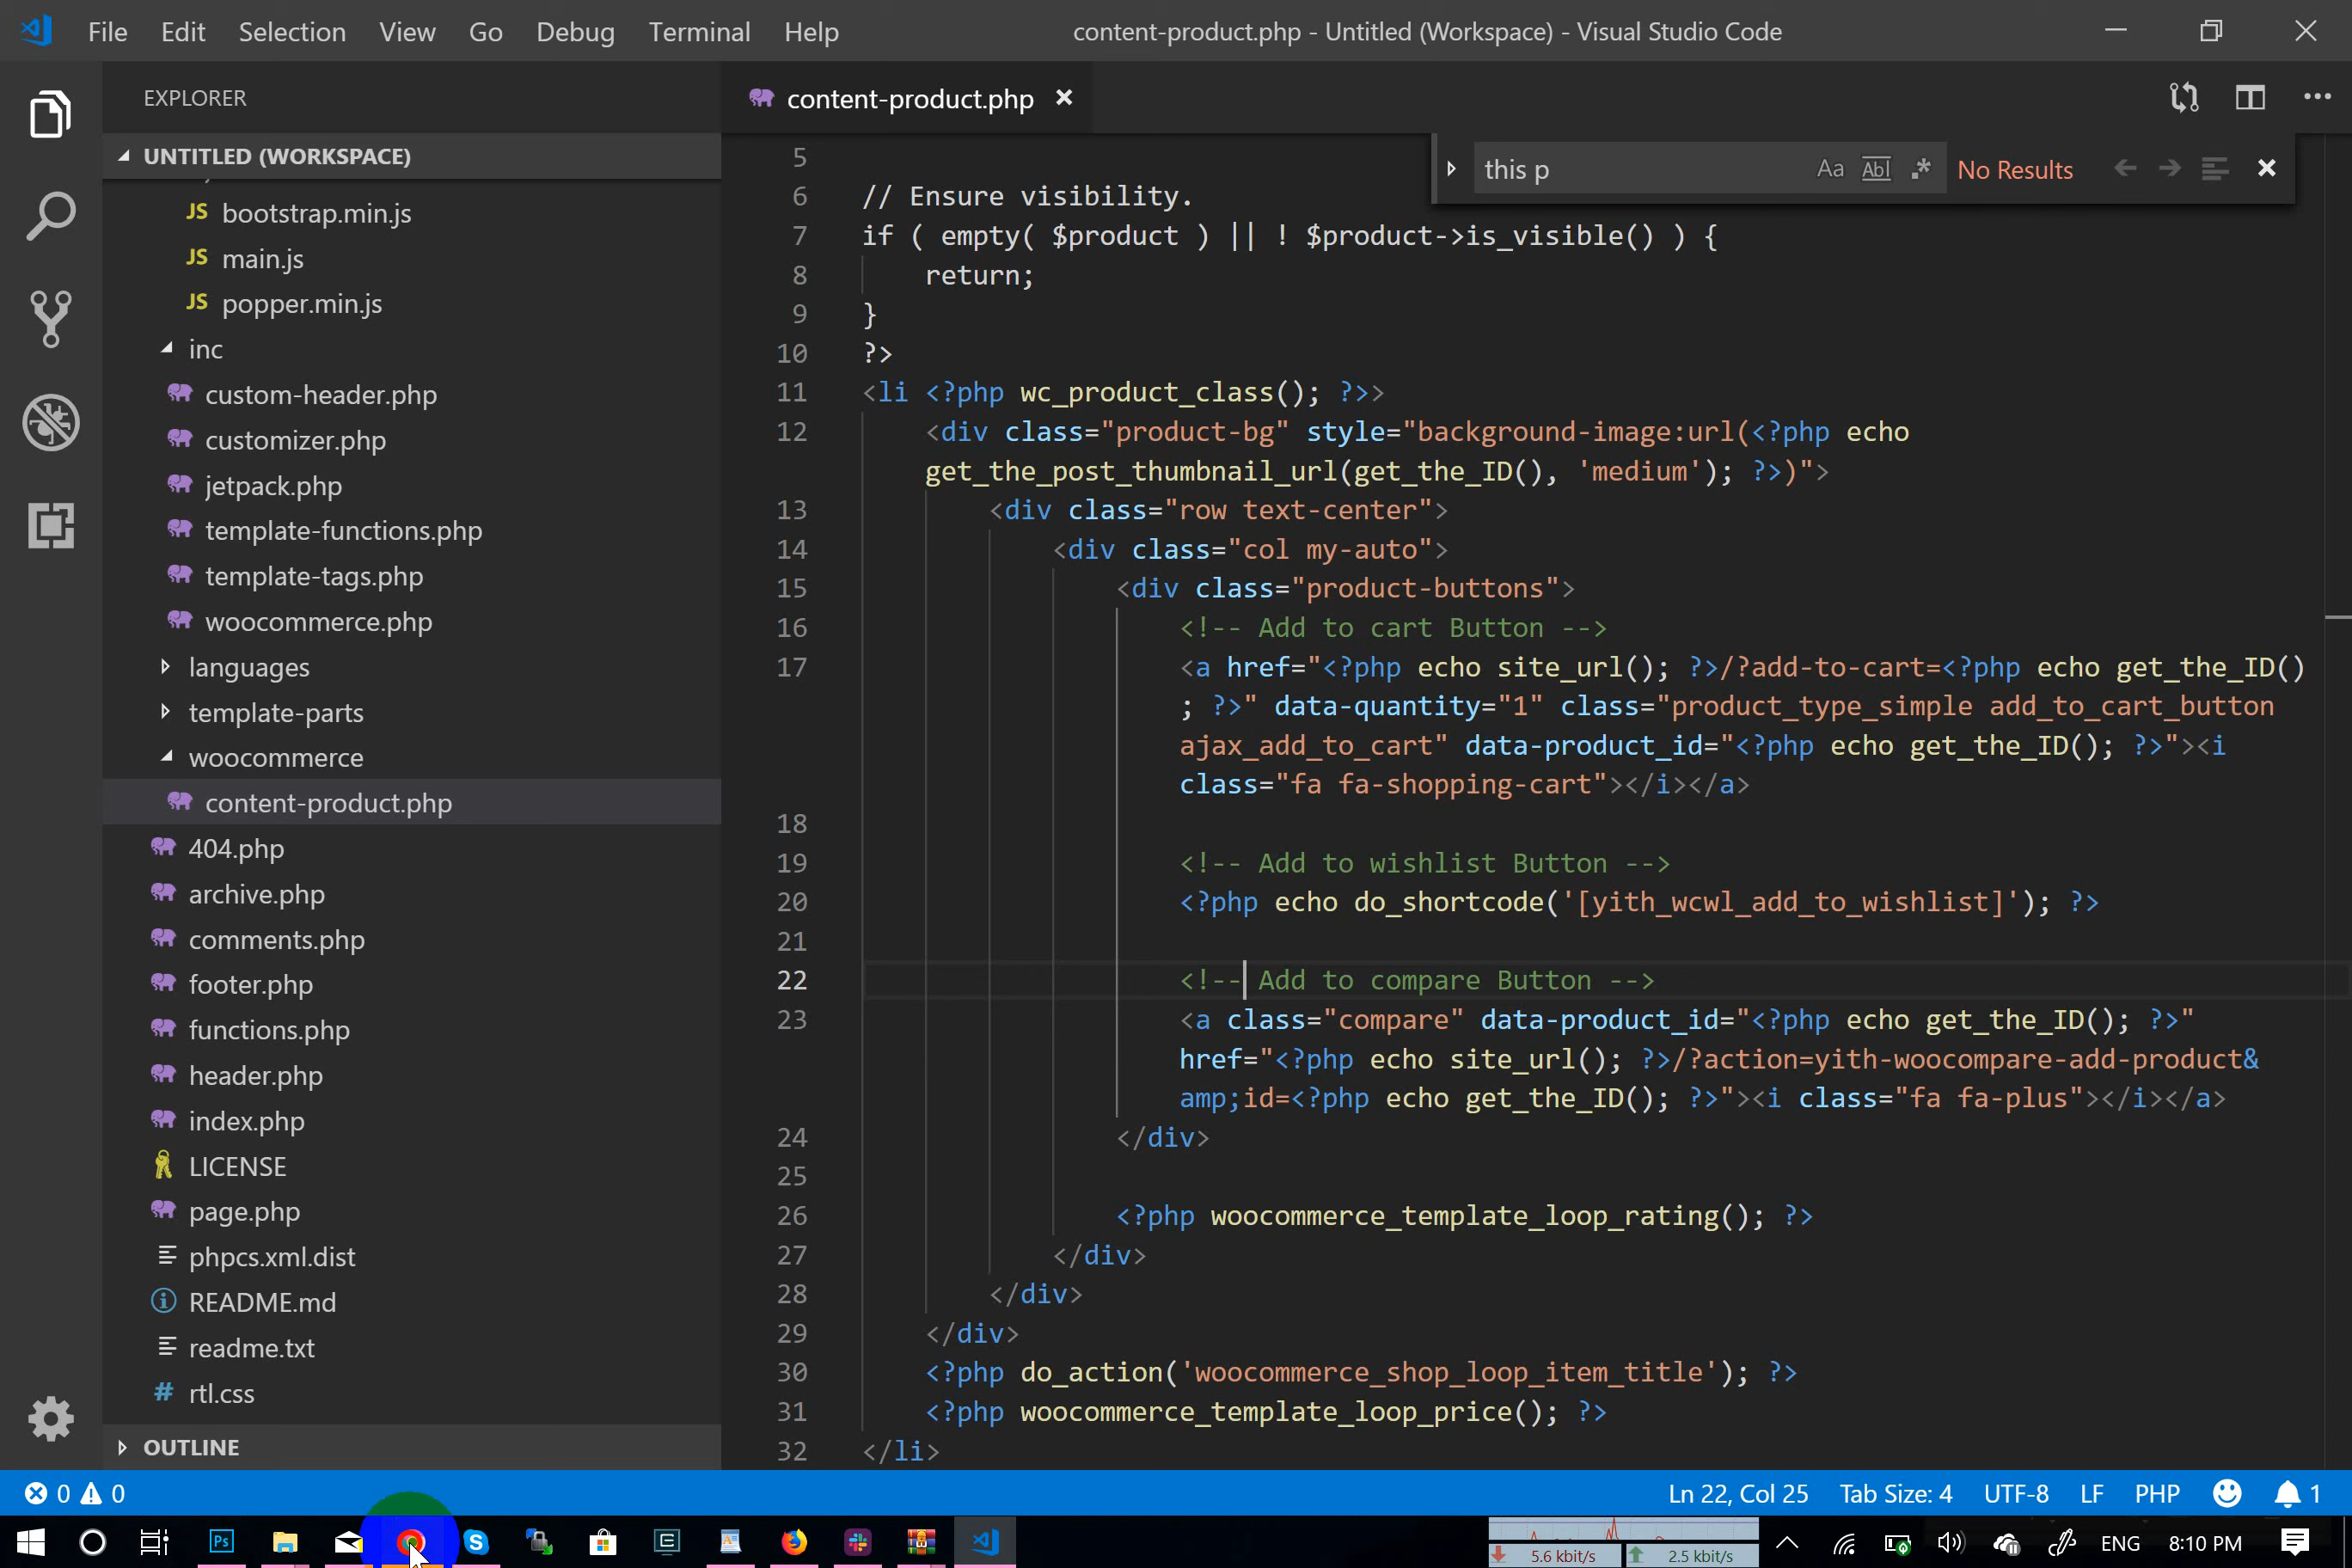 File Edit Selection View Go Debug Terminal Help content-product.php - Untitled (Workspace) - Visual Studio Code
EXPLORER
UNTITLED (WORKSPACE)
JS bootstrap.min.js
JS main.js
JS popper.min.js
inc
custom-header.php
customizer.php
jetpack.php
template-functions.php
template-tags.php
woocommerce.php
languages
template-parts
woocommerce
content-product.php
404.php
archive.php
comments.php
footer.php
functions.php
header.php
index.php
LICENSE
page.php
phpcs.xml.dist
README.md
readme.txt
# rtl.css
OUTLINE
content-product.php
this p Aa Abl .* No Results
5
6 // Ensure visibility.
7 if ( empty( $product ) || ! $product->is_visible() ) {
8 return;
9 }
10 ?>
11 <li <?php wc_product_class(); ?>>
12 <div class="product-bg" style="background-image:url(<?php echo
get_the_post_thumbnail_url(get_the_ID(), 'medium'); ?>)">
13 <div class="row text-center">
14 <div class="col my-auto">
15 <div class="product-buttons">
16 <!-- Add to cart Button -->
17 <a href="<?php echo site_url(); ?>/?add-to-cart=<?php echo get_the_ID()
; ?>" data-quantity="1" class="product_type_simple add_to_cart_button
ajax_add_to_cart" data-product_id="<?php echo get_the_ID(); ?>"><i
class="fa fa-shopping-cart"></i></a>
18
19 <!-- Add to wishlist Button -->
20 <?php echo do_shortcode('[yith_wcwl_add_to_wishlist]'); ?>
21
22 <!-- Add to compare Button -->
23 <a class="compare" data-product_id="<?php echo get_the_ID(); ?>"
href="<?php echo site_url(); ?>/?action=yith-woocompare-add-product&
amp;id=<?php echo get_the_ID(); ?>"><i class="fa fa-plus"></i></a>
24 </div>
25
26 <?php woocommerce_template_loop_rating(); ?>
27 </div>
28 </div>
29 </div>
30 <?php do_action('woocommerce_shop_loop_item_title'); ?>
31 <?php woocommerce_template_loop_price(); ?>
32 </li>
0 0 Ln 22, Col 25 Tab Size: 4 UTF-8 LF PHP 1
Ps 5.6 kbit/s 2.5 kbit/s ENG 8:10 PM